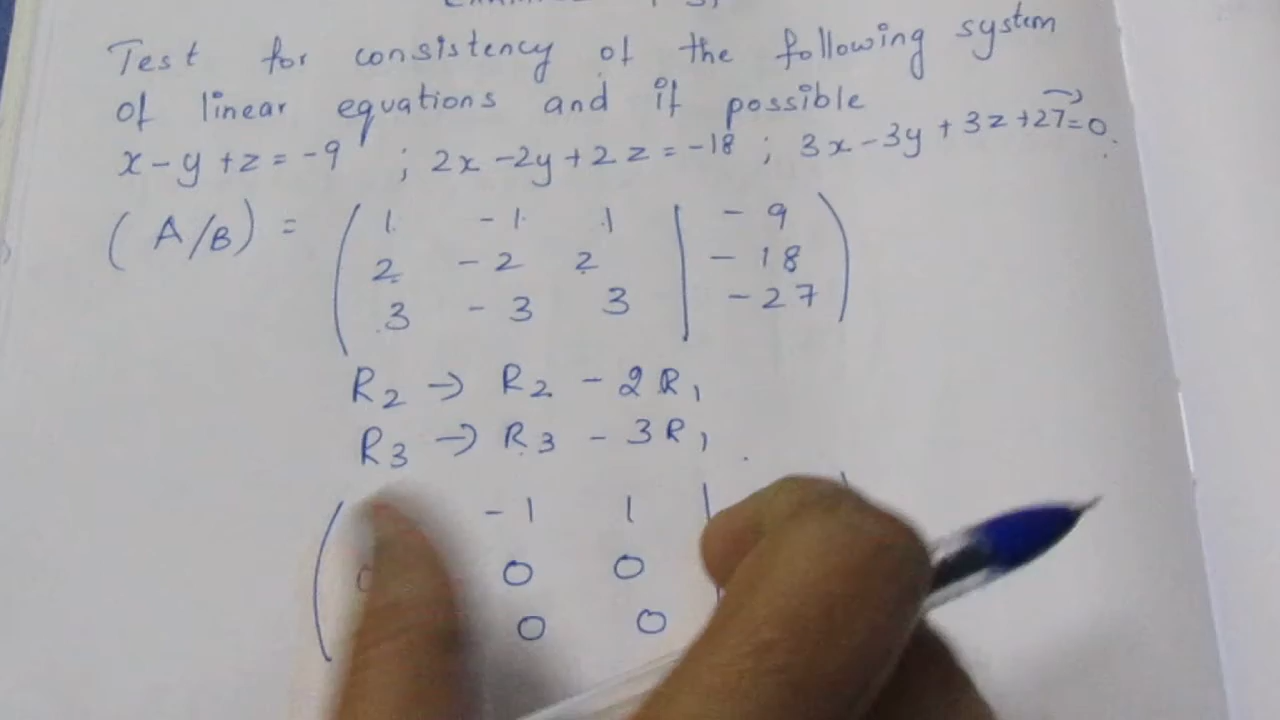 Test for consistency of the following system
of linear equations and if possible
x - y + z = -9 ; 2x - 2y + 2z = -18 ; 3x - 3y + 3z + 27 = 0
(A/B) = ( 1 -1 1 | -9 )
2 -2 2 | -18
3 -3 3 | -27
R2 → R2 - 2R1
R3 → R3 - 3R1
( -1 1 |
0 0 0
0 0